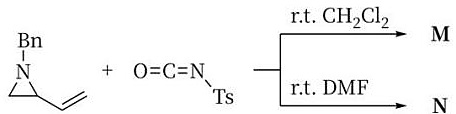 r.t. CH₂Cl₂
M
Bn
N
+
O=C=N
Ts
r.t. DMF
N